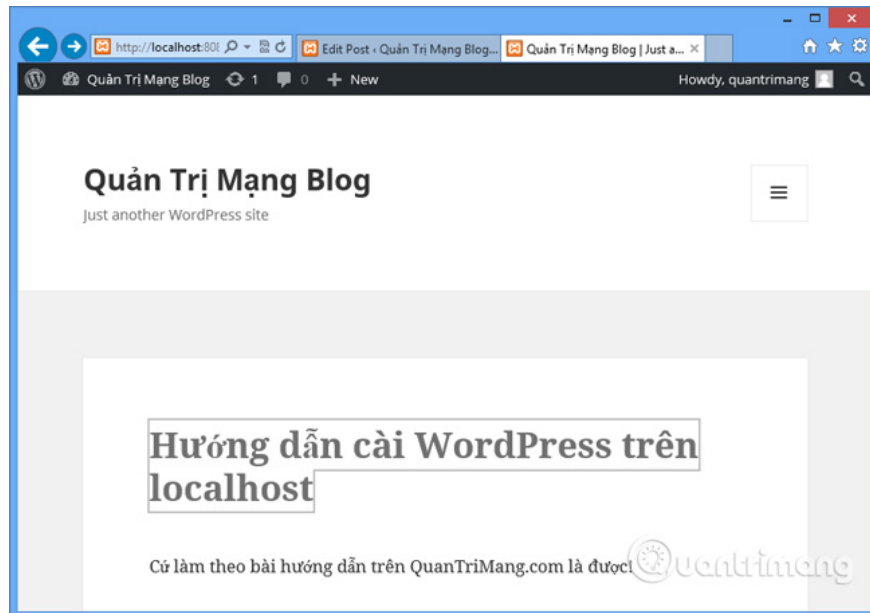 http://localhost:808
Edit Post ‹ Quản Trị Mạng Blog...
Quản Trị Mạng Blog | Just a...
Quản Trị Mạng Blog
1
0
New
Howdy, quantrimang
Quản Trị Mạng Blog
Just another WordPress site
Hướng dẫn cài WordPress trên
localhost
Cứ làm theo bài hướng dẫn trên QuanTriMang.com là được!
Quantrimang